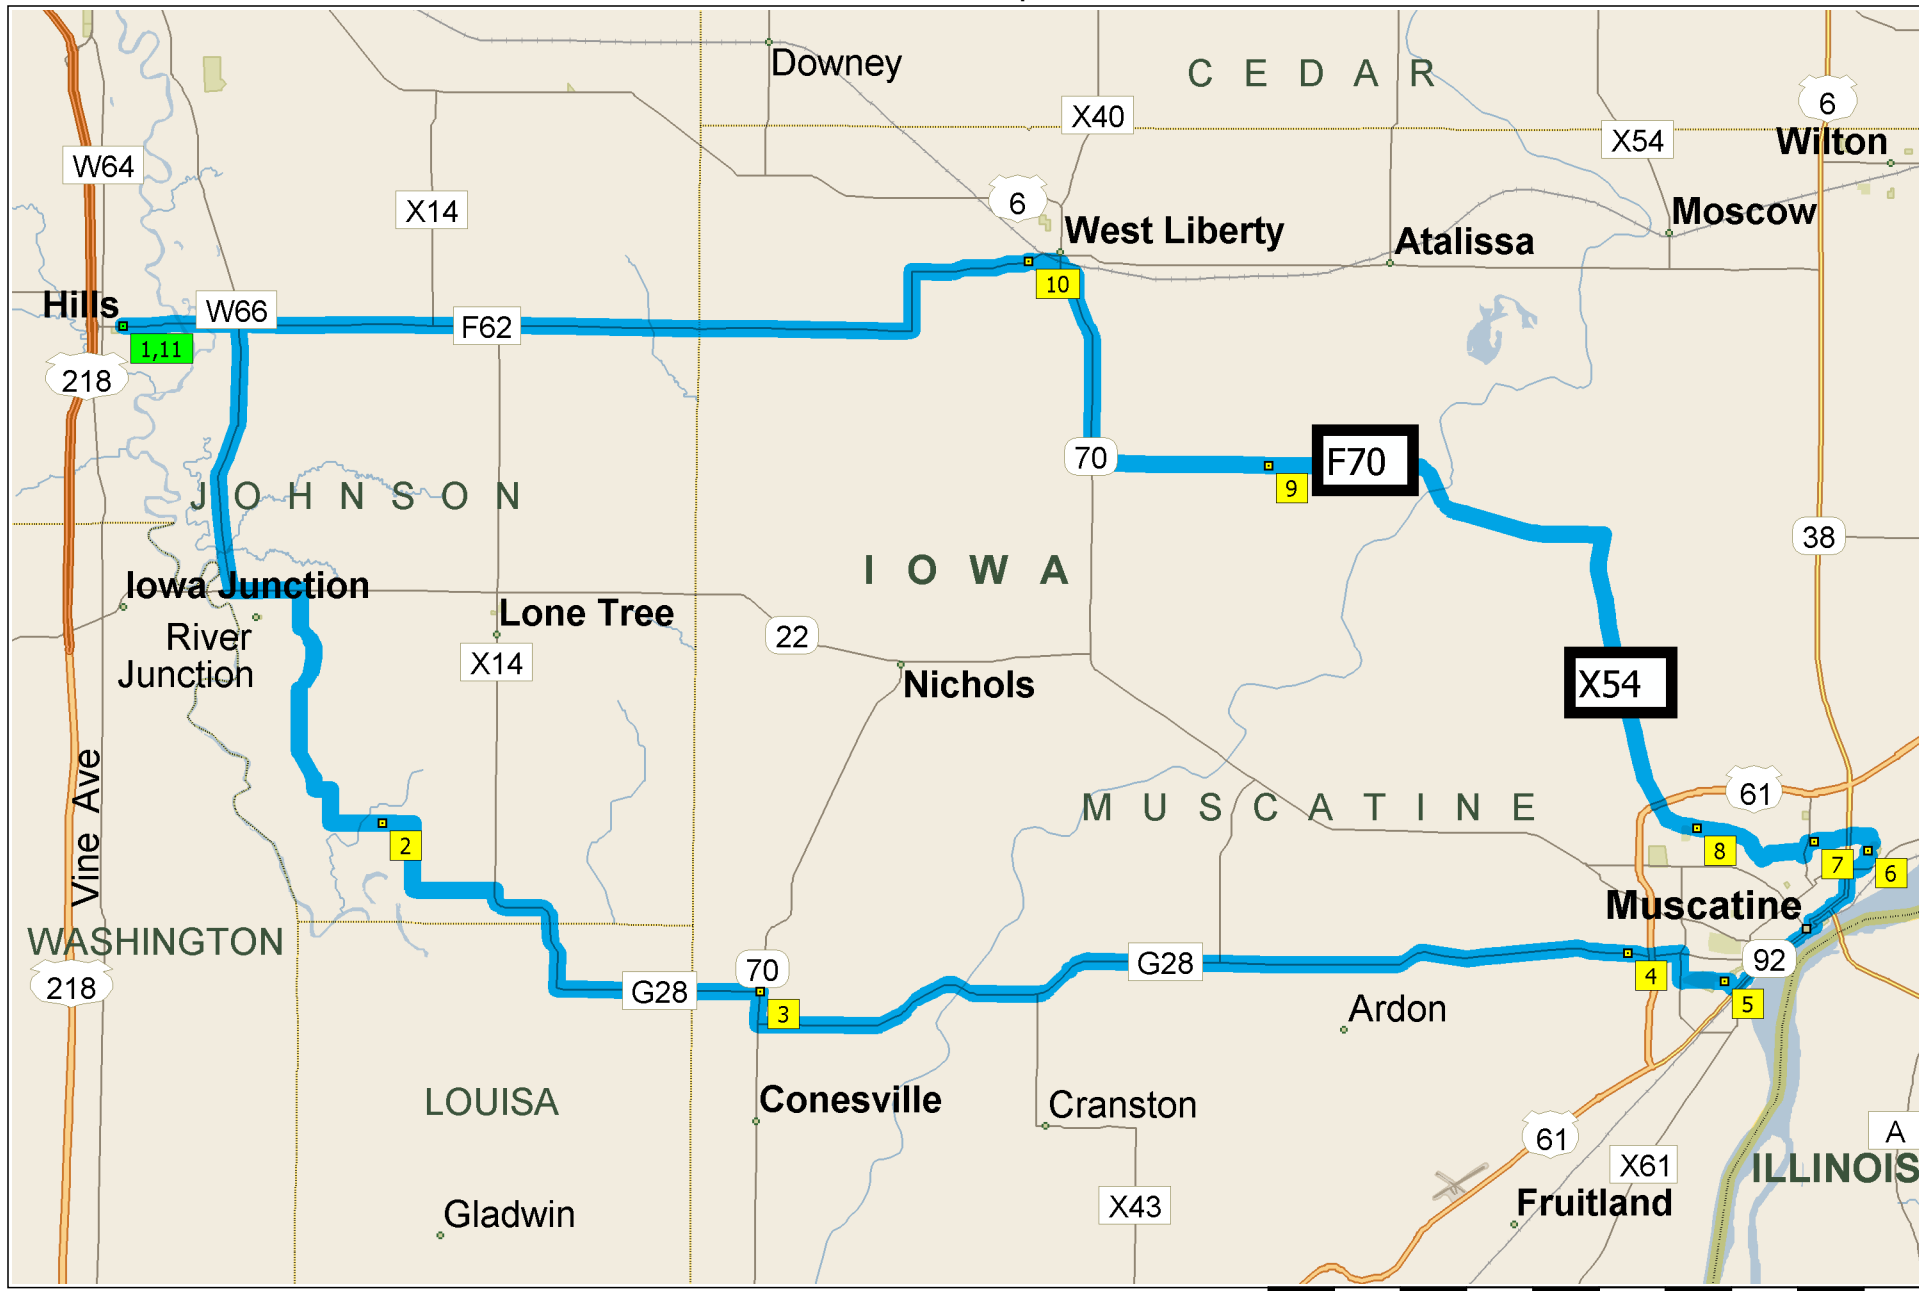 Downey
C E D A R
X40
6
X54
Wilton
W64
X14
6
Moscow
West Liberty
Atalissa
10
Hills
W66
F62
1,11
218
70
F70
9
J O H N S O N
38
I O W A
Iowa Junction
Lone Tree
22
River
Junction
X14
Nichols
X54
Vine Ave
61
M U S C A T I N E
2
8
7
6
Muscatine
WASHINGTON
70
G28
92
218
G28
4
3
5
Ardon
LOUISA
Conesville
Cranston
61
A
X61
ILLINOIS
X43
Fruitland
Gladwin